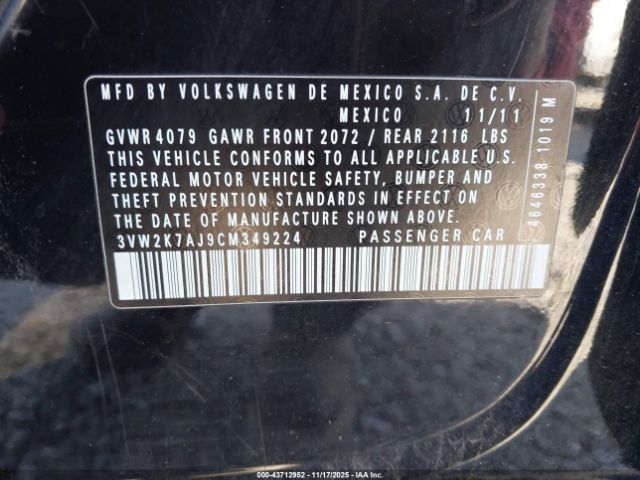 MFD BY VOLKSWAGEN DE MEXICO S.A. DE C.V.
MEXICO 11/11
GVWR 4079 GAWR FRONT 2072 / REAR 2116 LBS
THIS VEHICLE CONFORMS TO ALL APPLICABLE U.S.
FEDERAL MOTOR VEHICLE SAFETY, BUMPER AND
THEFT PREVENTION STANDARDS IN EFFECT ON
THE DATE OF MANUFACTURE SHOWN ABOVE.
3VW2K7AJ9CM349224 PASSENGER CAR
4646338 1019 M
000-43712952 - 11/17/2025 - IAA Inc.